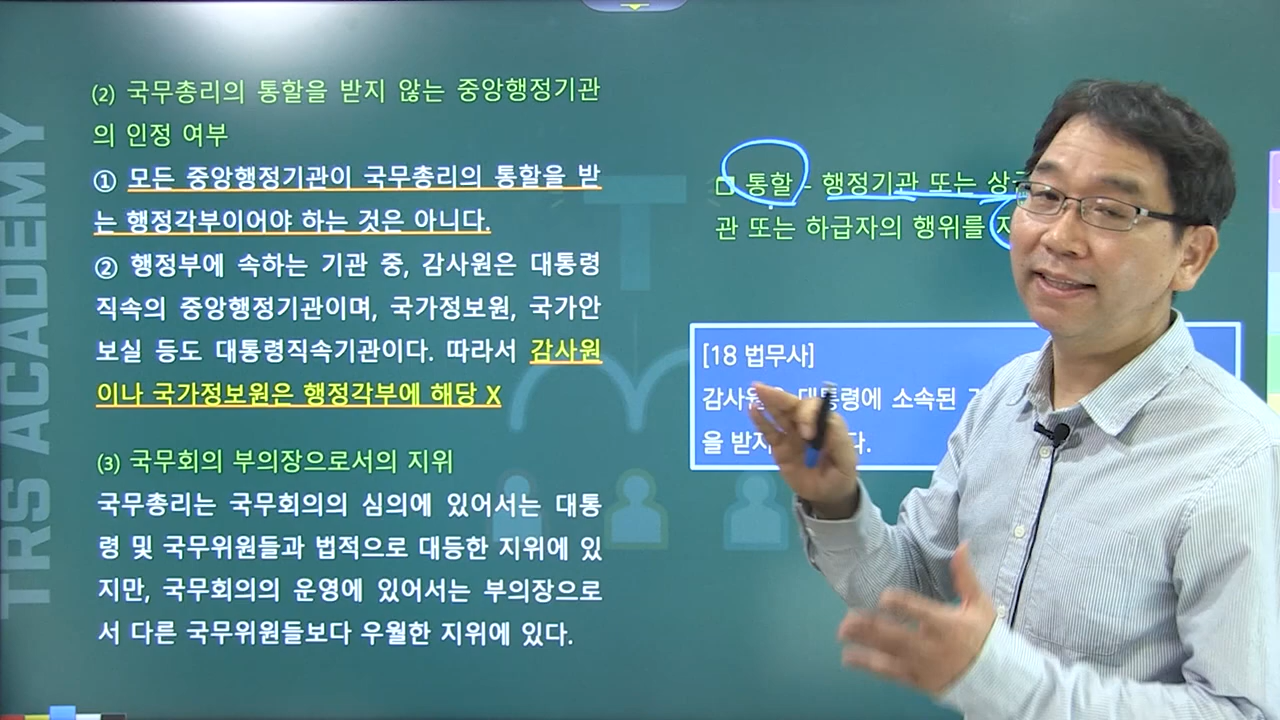 (2) 국무총리의 통할을 받지 않는 중앙행정기관
의 인정 여부
① 모든 중앙행정기관이 국무총리의 통할을 받
는 행정각부이어야 하는 것은 아니다.
② 행정부에 속하는 기관 중, 감사원은 대통령
직속의 중앙행정기관이며, 국가정보원, 국가안
보실 등도 대통령직속기관이다. 따라서 감사원
이나 국가정보원은 행정각부에 해당 X
(3) 국무회의 부의장으로서의 지위
국무총리는 국무회의의 심의에 있어서는 대통
령 및 국무위원들과 법적으로 대등한 지위에 있
지만, 국무회의의 운영에 있어서는 부의장으로
서 다른 국무위원들보다 우월한 지위에 있다.
□ 통할 - 행정기관 또는
관 또는 하급자의 행위를
[18 법무사]
대통령에 소속된
을
TRS ACADEMY